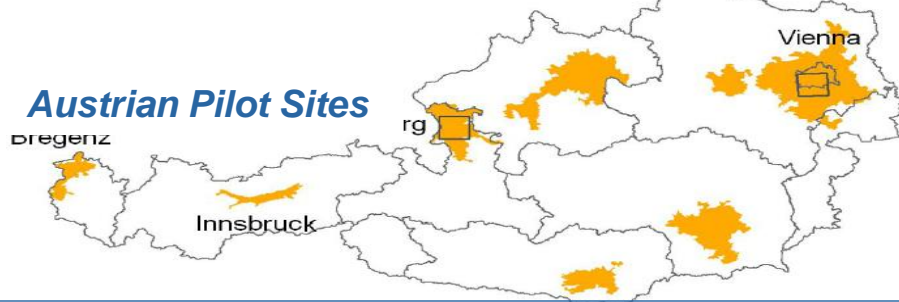 Vienna
Austrian Pilot Sites
rg
Bregenz
Innsbruck